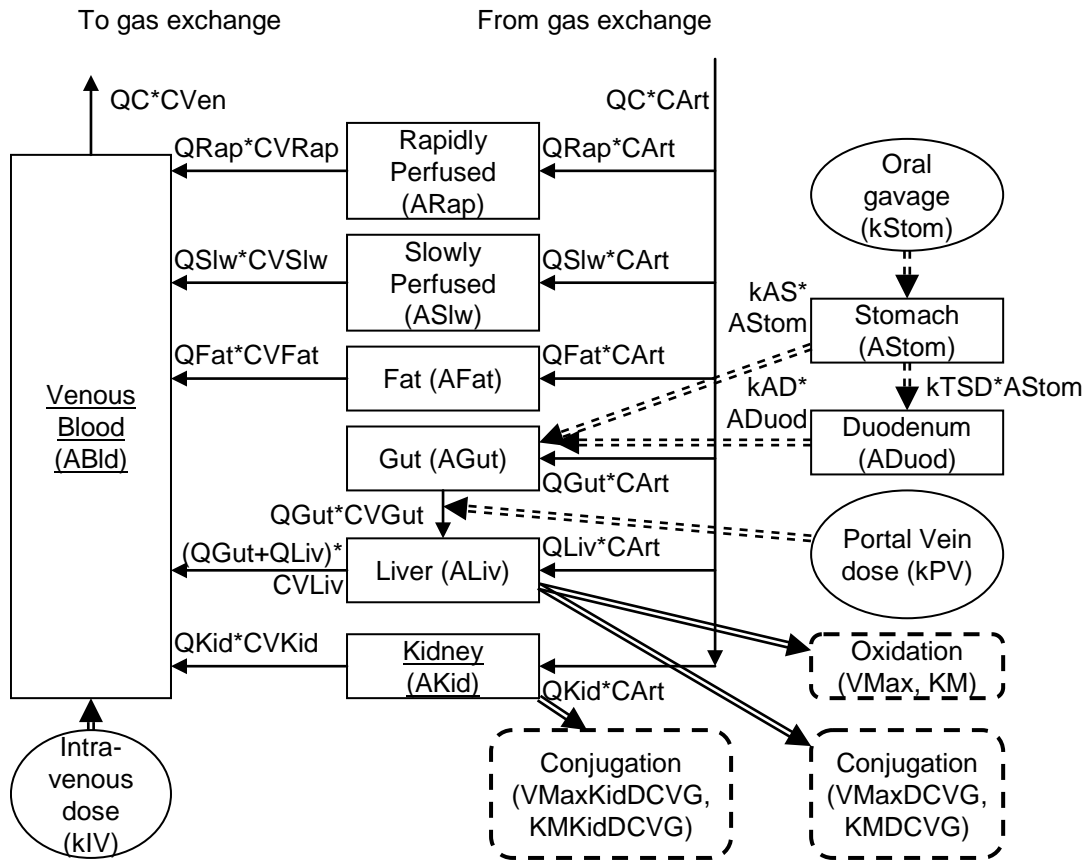 To gas exchange
From gas exchange
QC*CVen
QC*CArt
QRap*CVRap
Rapidly
Perfused
(ARap)
QRap*CArt
Oral
gavage
(kStom)
QSlw*CVSlw
Slowly
Perfused
(ASlw)
QSlw*CArt
kAS*
AStom
Stomach
(AStom)
QFat*CVFat
Fat (AFat)
QFat*CArt
kAD*
ADuod
kTSD*AStom
Duodenum
(ADuod)
Venous
Blood
(ABld)
Gut (AGut)
QGut*CArt
QGut*CVGut
Portal Vein
dose (kPV)
(QGut+QLiv)*
CVLiv
Liver (ALiv)
QLiv*CArt
QKid*CVKid
Kidney
(AKid)
QKid*CArt
Oxidation
(VMax, KM)
Intra-
venous
dose
(kIV)
Conjugation
(VMaxKidDCVG,
KMKidDCVG)
Conjugation
(VMaxDCVG,
KMDCVG)